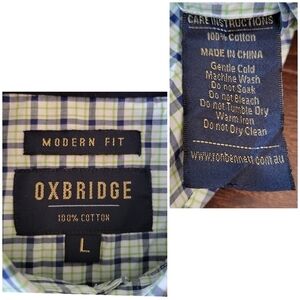 MODERN FIT
OXBRIDGE
100% COTTON
L
CARE INSTRUCTIONS
100% Cotton
MADE IN CHINA
Gentle Cold
Machine Wash
Do not Soak
Do not Bleach
Do not Tumble Dry
Warm Iron
Do not Dry Clean
www.ronbennett.au